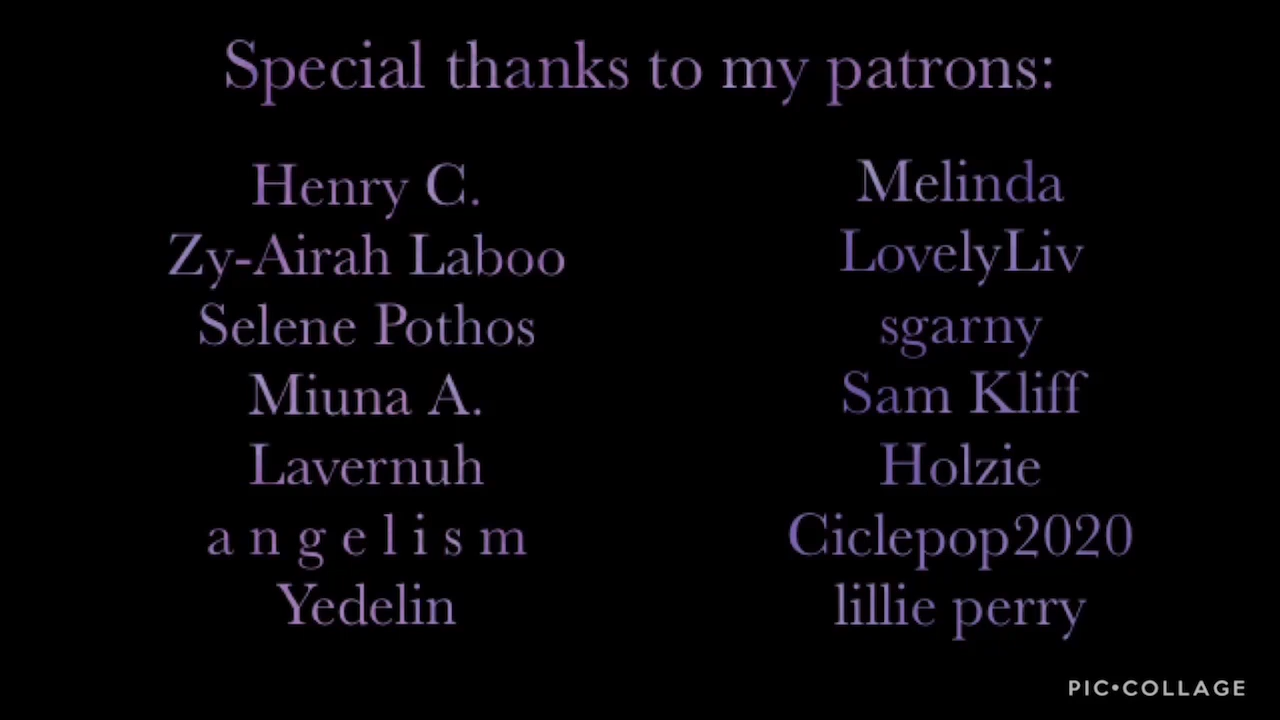 Special thanks to my patrons:
Henry C.
Zy-Airah Laboo
Selene Pothos
Miuna A.
Lavernuh
a n g e l i s m
Yedelin
Melinda
LovelyLiv
sgarny
Sam Kliff
Holzie
Ciclepop2020
lillie perry
PIC•COLLAGE